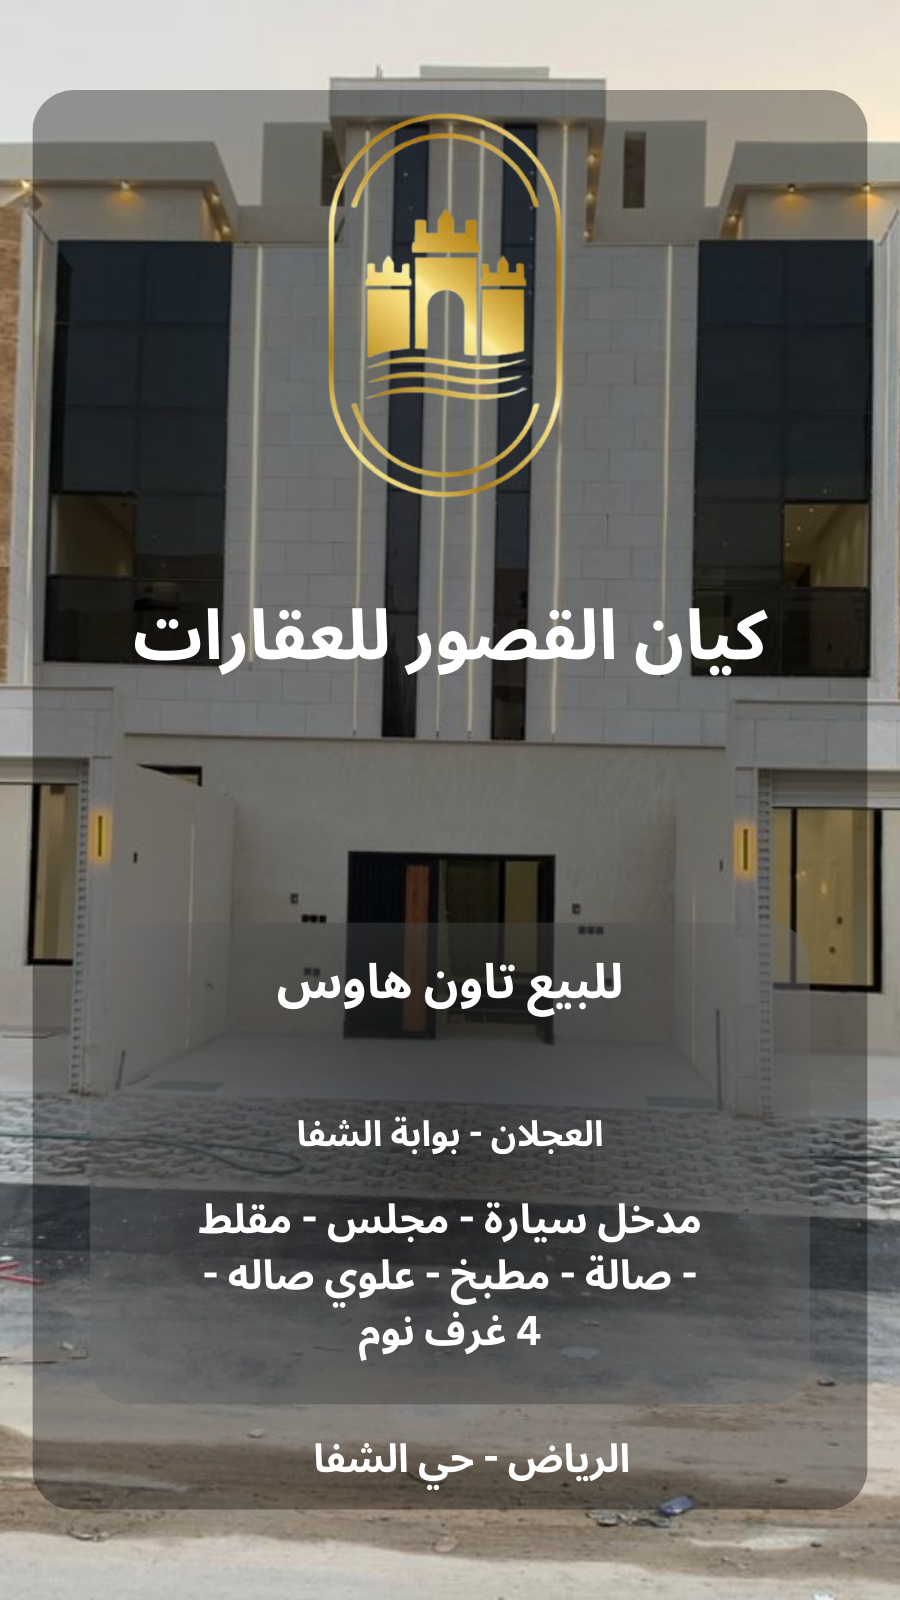 كيان القصور للعقارات
للبيع تاون هاوس
العجلان - بوابة الشفا
مدخل سيارة - مجلس - مقلط
- صالة - مطبخ - علوي صاله -
4 غرف نوم
الرياض - حي الشفا